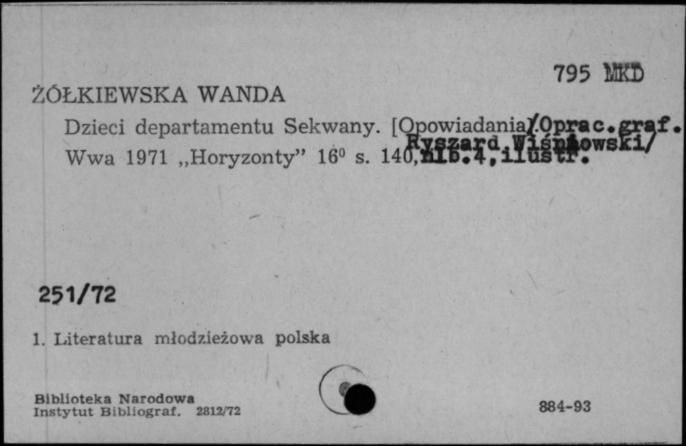 795 MKD
ŻÓŁKIEWSKA WANDA
Dzieci departamentu Sekwany. [Opowiadania/.Oprac.graf.
Ryszard Wiśniowski/
Wwa 1971 „Horyzonty” 16⁰ s. 140,nlb.4,ilustr.
251/72
1. Literatura młodzieżowa polska
Biblioteka Narodowa
Instytut Bibliograf. 2812/72
884-93